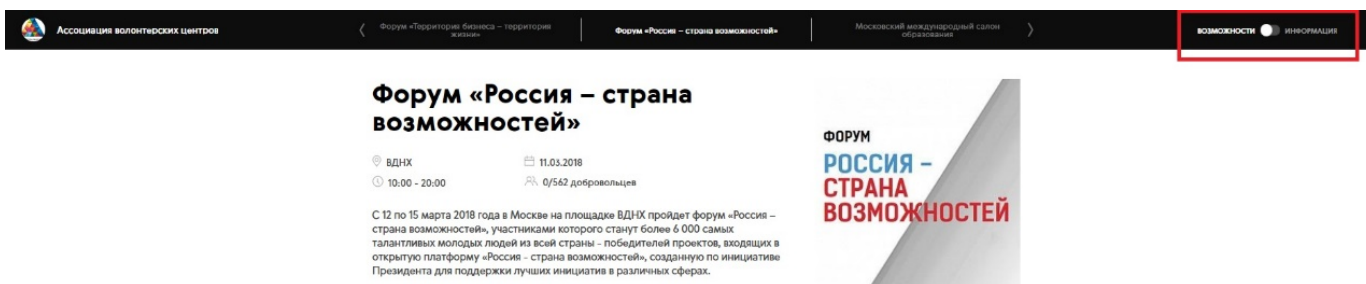 Ассоциация волонтерских центров
Форум «Территория бизнеса – территория
жизни»
Форум «Россия – страна возможностей»
Московский международный салон
образования
ВОЗМОЖНОСТИ ИНФОРМАЦИЯ
Форум «Россия – страна
возможностей»
ВДНХ 11.03.2018
10:00 - 20:00 0/562 добровольцев
С 12 по 15 марта 2018 года в Москве на площадке ВДНХ пройдет форум «Россия –
страна возможностей», участниками которого станут более 6 000 самых
талантливых молодых людей из всей страны - победителей проектов, входящих в
открытую платформу «Россия - страна возможностей», созданную по инициативе
Президента для поддержки лучших инициатив в различных сферах.
ФОРУМ
РОССИЯ –
СТРАНА
ВОЗМОЖНОСТЕЙ